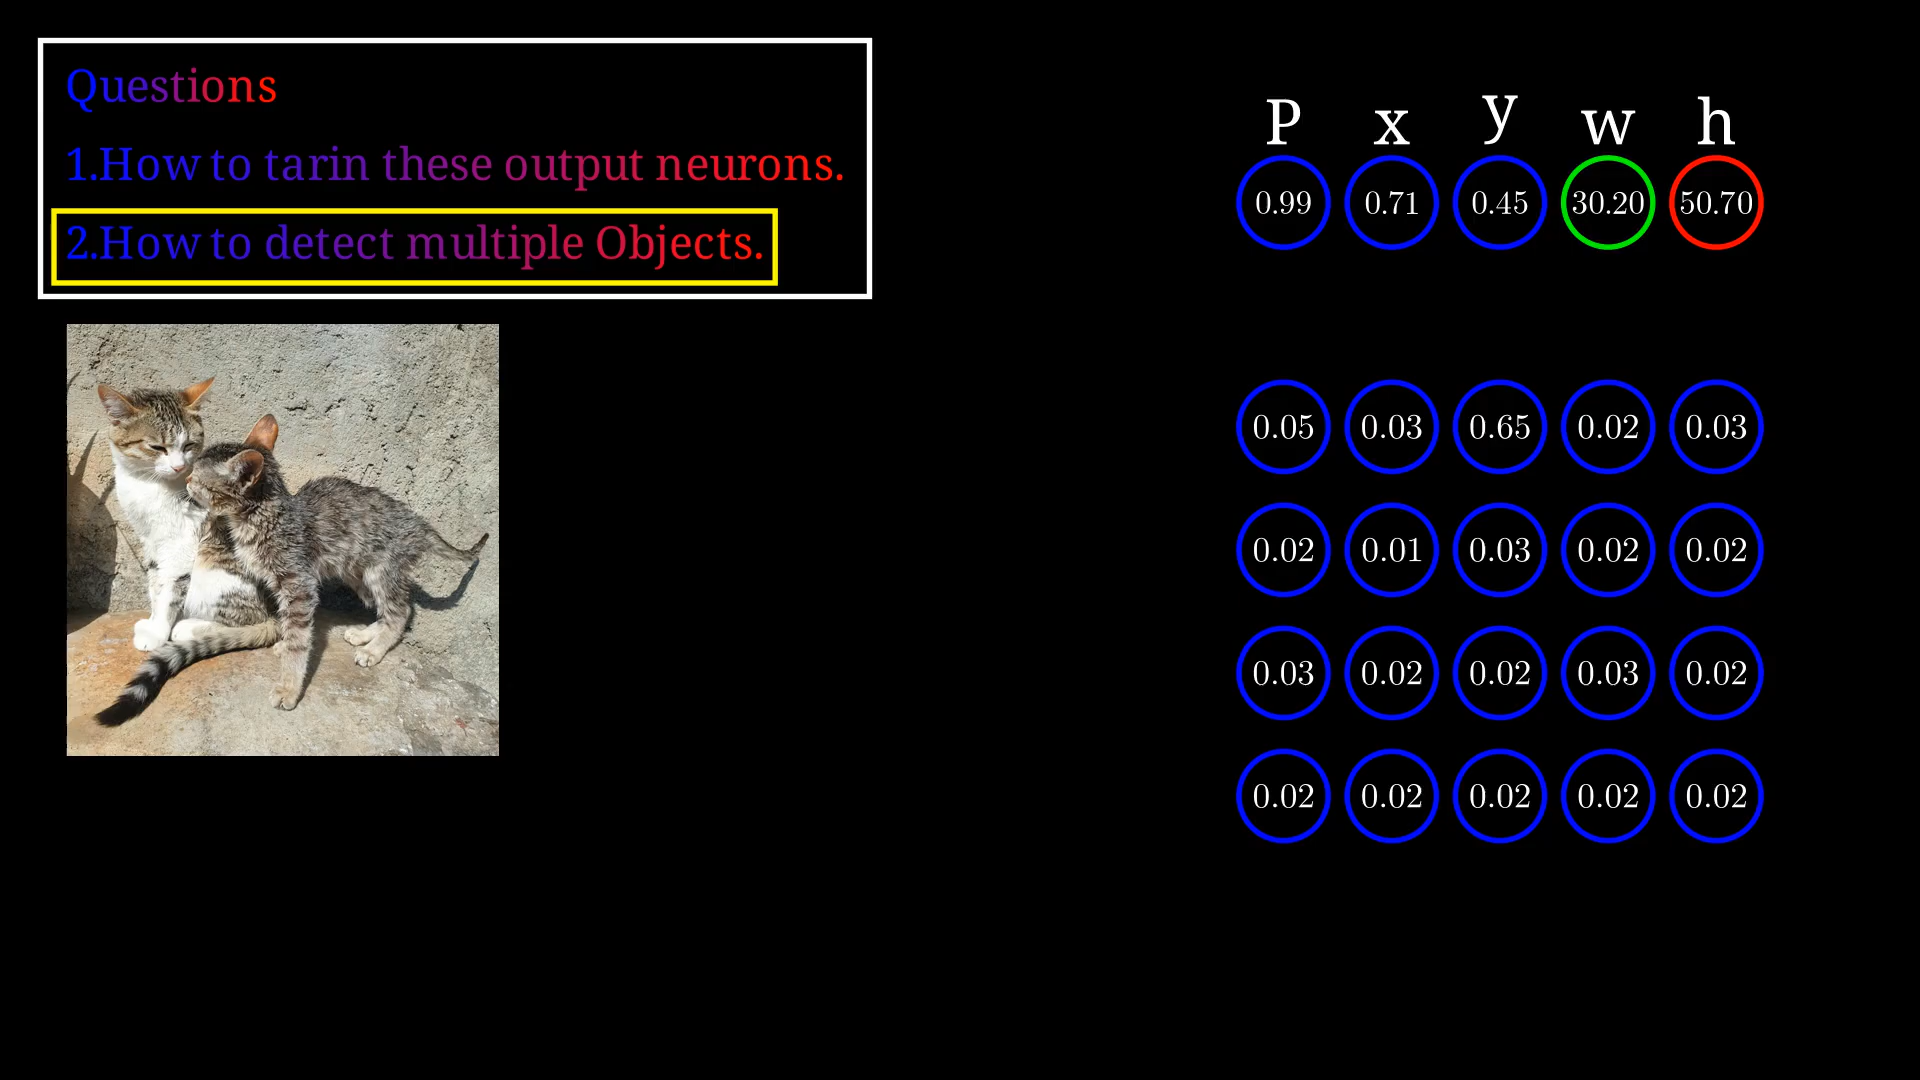 Questions
1.How to tarin these output neurons.
2.How to detect multiple Objects.
P x y w h
0.99 0.71 0.45 30.20 50.70
0.05 0.03 0.65 0.02 0.03
0.02 0.01 0.03 0.02 0.02
0.03 0.02 0.02 0.03 0.02
0.02 0.02 0.02 0.02 0.02